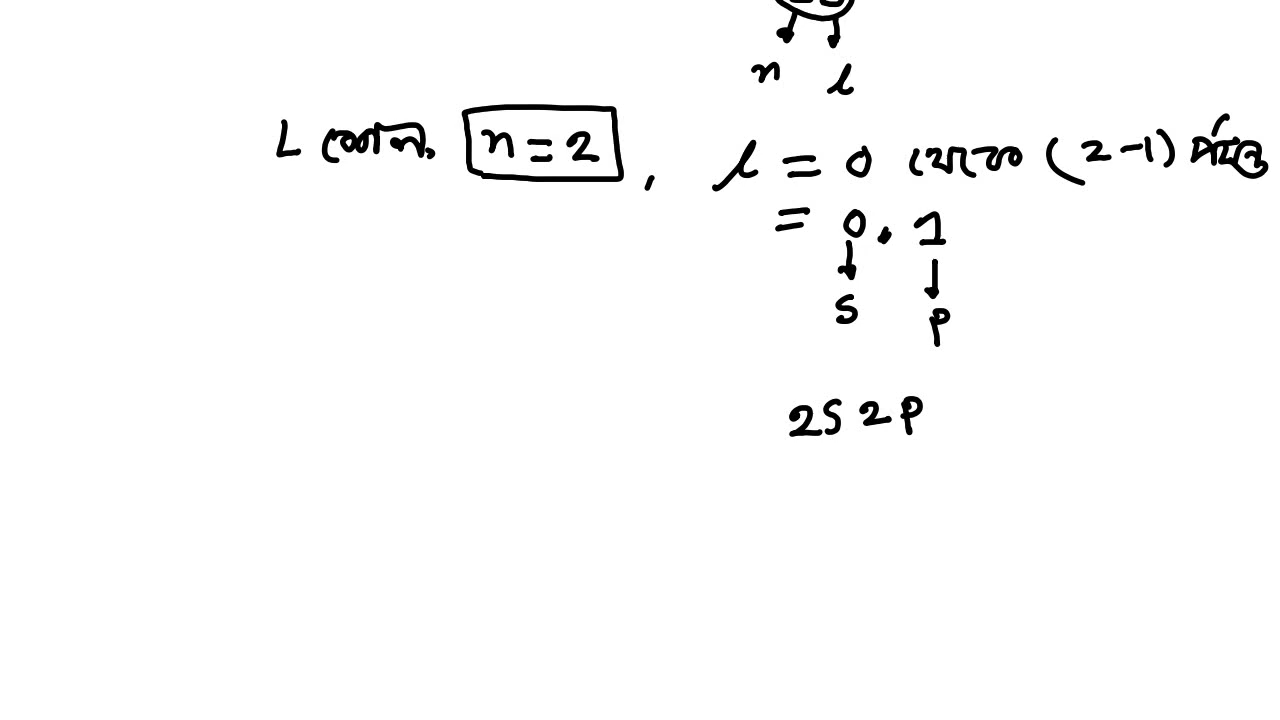 n l
L সেল, n = 2, l = 0 থেকে (2-1) পর্যন্ত
= 0, 1
s p
2s 2p